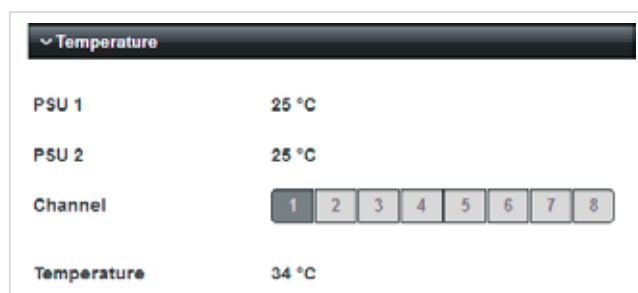 Temperature
PSU 1 25 °C
PSU 2 25 °C
Channel 1 2 3 4 5 6 7 8
Temperature 34 °C